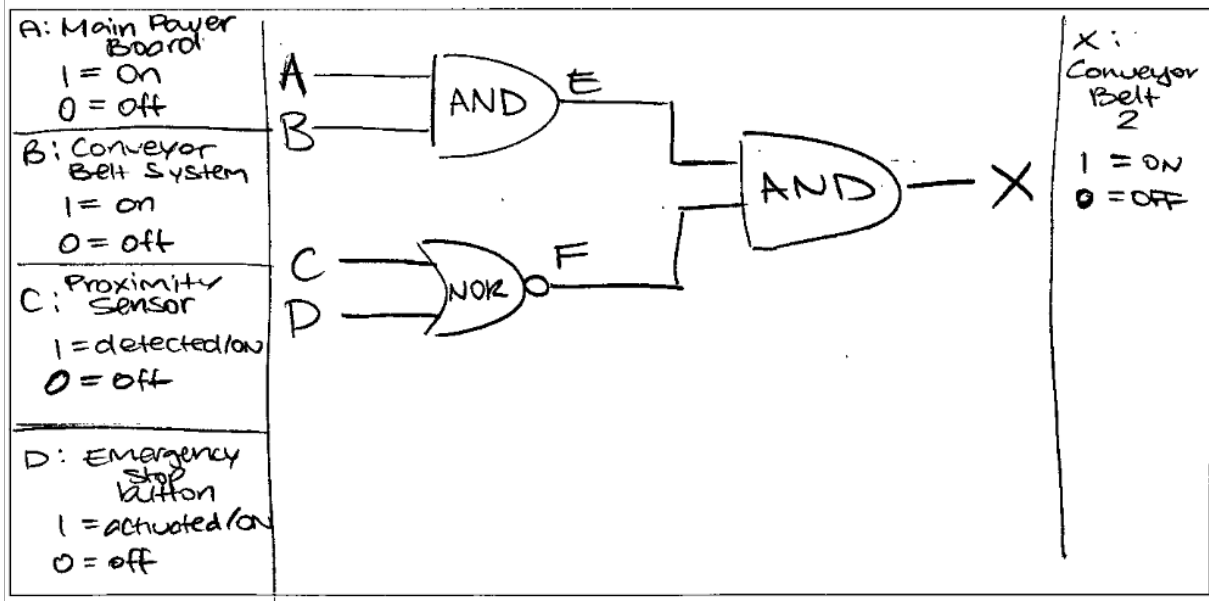 A: Main Power
Board
1 = On
0 = Off
B: Conveyor
Belt System
1 = on
0 = Off
C: Proximity
Sensor
1 = detected/ON
0 = Off
D: Emergency
Stop
button
1 = activated/ON
0 = off
A
B
AND
E
C
D
NOR
F
AND
X
X:
Conveyor
Belt
2
1 = ON
0 = OFF